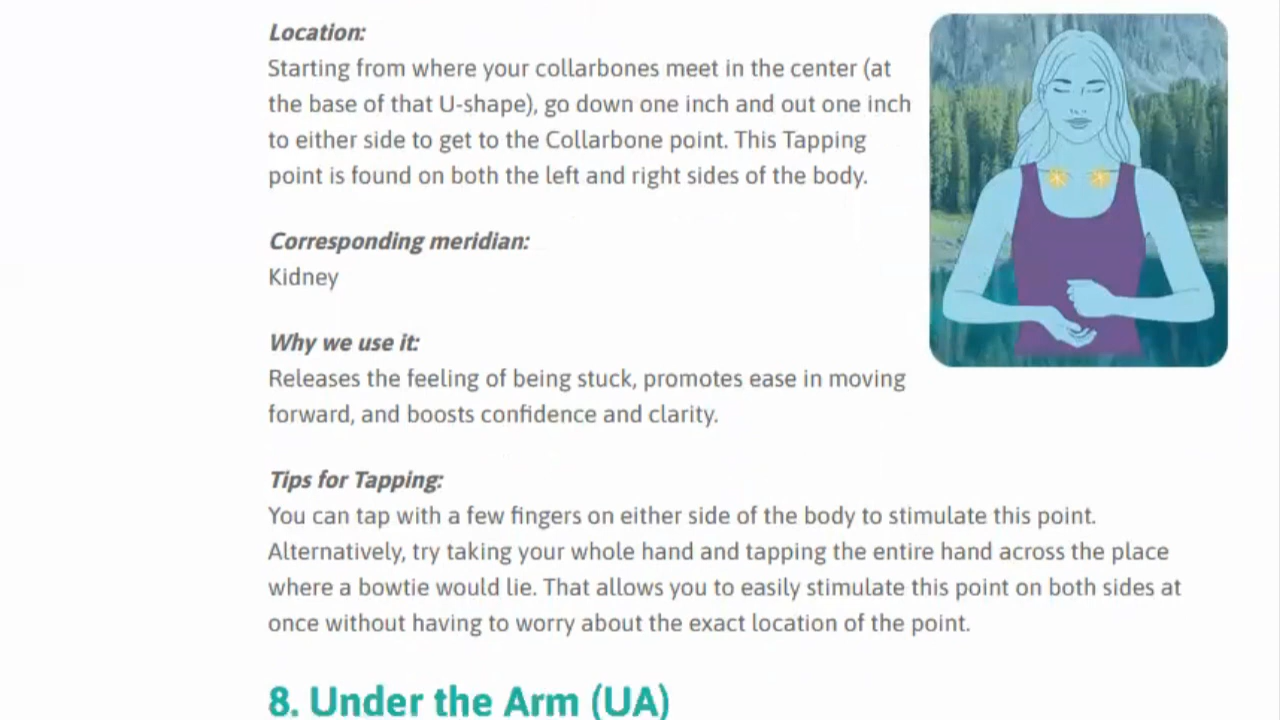 Location:
Starting from where your collarbones meet in the center (at
the base of that U-shape), go down one inch and out one inch
to either side to get to the Collarbone point. This Tapping
point is found on both the left and right sides of the body.
Corresponding meridian:
Kidney
Why we use it:
Releases the feeling of being stuck, promotes ease in moving
forward, and boosts confidence and clarity.
Tips for Tapping:
You can tap with a few fingers on either side of the body to stimulate this point.
Alternatively, try taking your whole hand and tapping the entire hand across the place
where a bowtie would lie. That allows you to easily stimulate this point on both sides at
once without having to worry about the exact location of the point.
8. Under the Arm (UA)